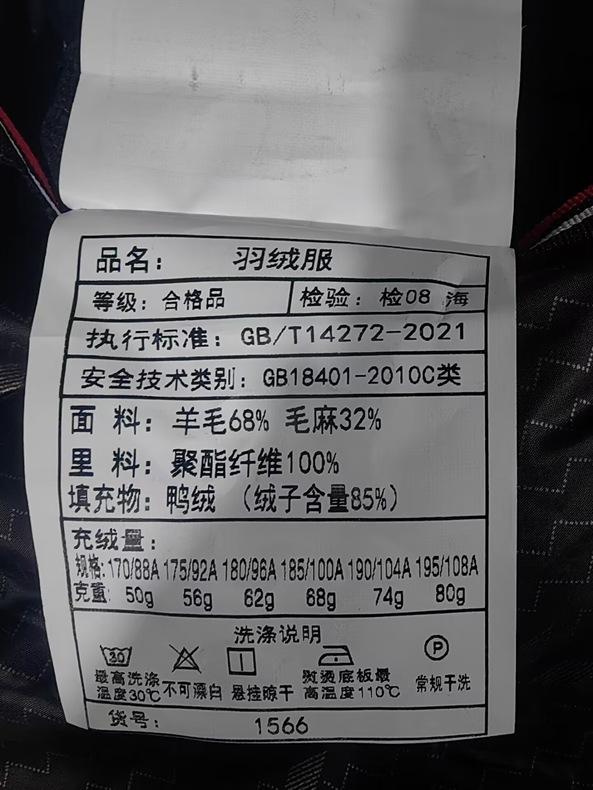 品名： 羽绒服
等级：合格品 检验：检08 海
执行标准：GB/T14272-2021
安全技术类别：GB18401-2010C类
面 料：羊毛68% 毛麻32%
里 料：聚酯纤维100%
填充物：鸭绒 （绒子含量85%）
充绒量：
规格:170/88A 175/92A 180/96A 185/100A 190/104A 195/108A
克重: 50g 56g 62g 68g 74g 80g
洗涤说明
30 P
最高洗涤温度30℃ 不可漂白 悬挂晾干 熨烫底板最高温度110℃ 常规干洗
货号： 1566